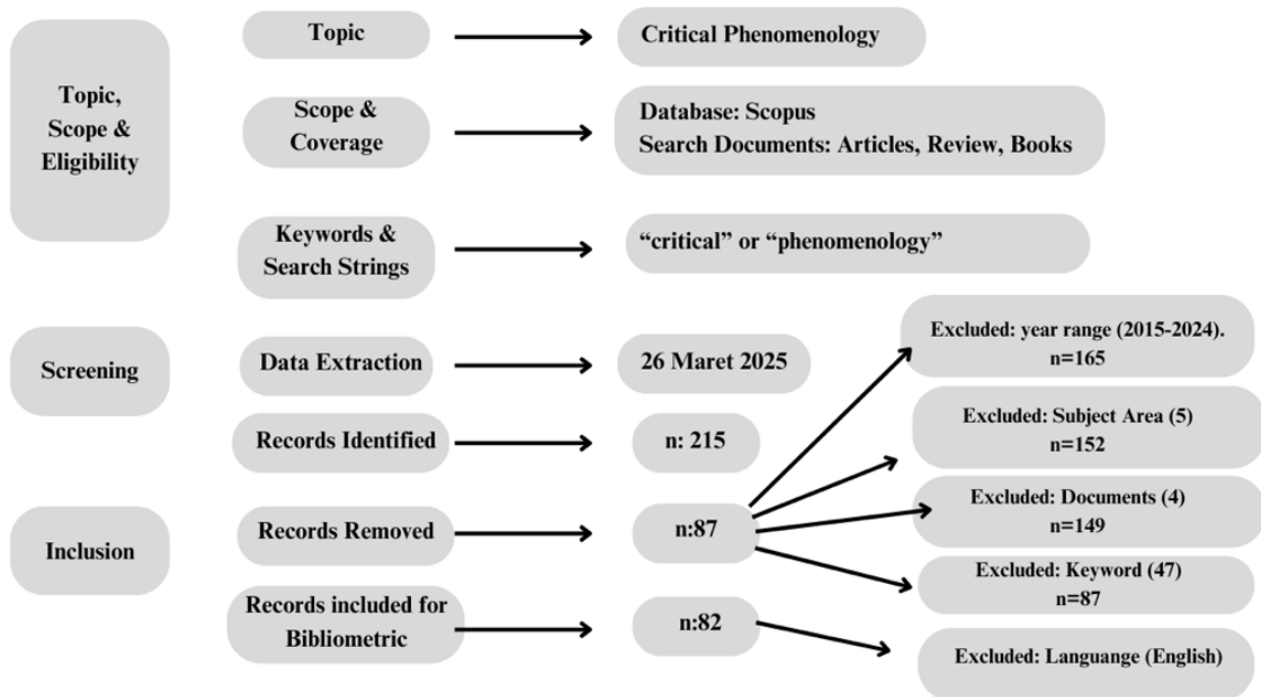 Topic,
Scope &
Eligibility
Topic
Critical Phenomenology
Scope &
Coverage
Database: Scopus
Search Documents: Articles, Review, Books
Keywords &
Search Strings
“critical” or “phenomenology”
Screening
Data Extraction
26 Maret 2025
Records Identified
n: 215
Inclusion
Records Removed
n:87
Records included for
Bibliometric
n:82
Excluded: year range (2015-2024).
n=165
Excluded: Subject Area (5)
n=152
Excluded: Documents (4)
n=149
Excluded: Keyword (47)
n=87
Excluded: Languange (English)